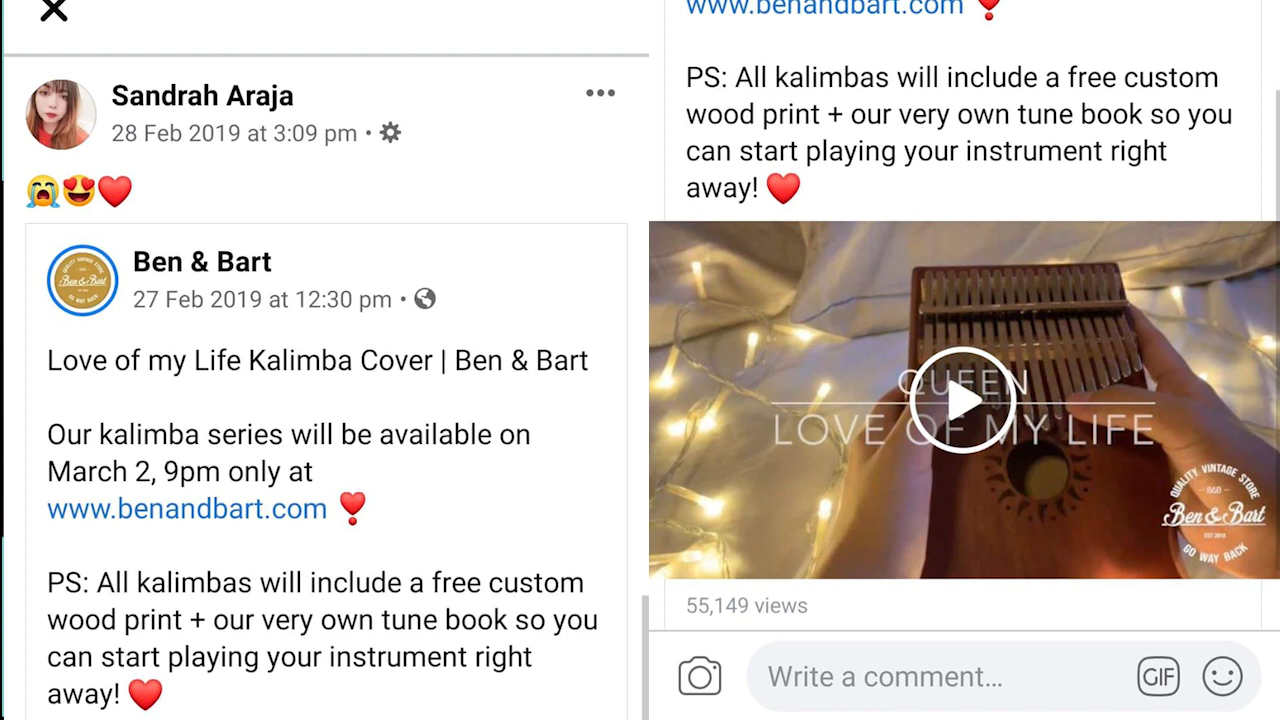 Sandrah Araja
28 Feb 2019 at 3:09 pm •
Ben & Bart
27 Feb 2019 at 12:30 pm •
Love of my Life Kalimba Cover | Ben & Bart
Our kalimba series will be available on
March 2, 9pm only at
www.benandbart.com
PS: All kalimbas will include a free custom
wood print + our very own tune book so you
can start playing your instrument right
away!
www.benandbart.com
PS: All kalimbas will include a free custom
wood print + our very own tune book so you
can start playing your instrument right
away!
QUEEN
LOVE OF MY LIFE
QUALITY VINTAGE STORE
B&B
Ben & Bart
GO WAY BACK
55,149 views
Write a comment...
GIF